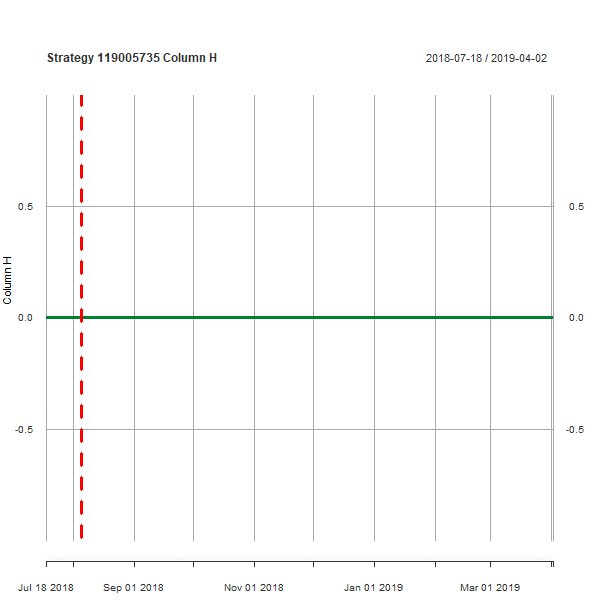 Strategy 119005735 Column H
2018-07-18 / 2019-04-02
Column H
0.5
0.5
0.0
0.0
-0.5
-0.5
Jul 18 2018
Sep 01 2018
Nov 01 2018
Jan 01 2019
Mar 01 2019